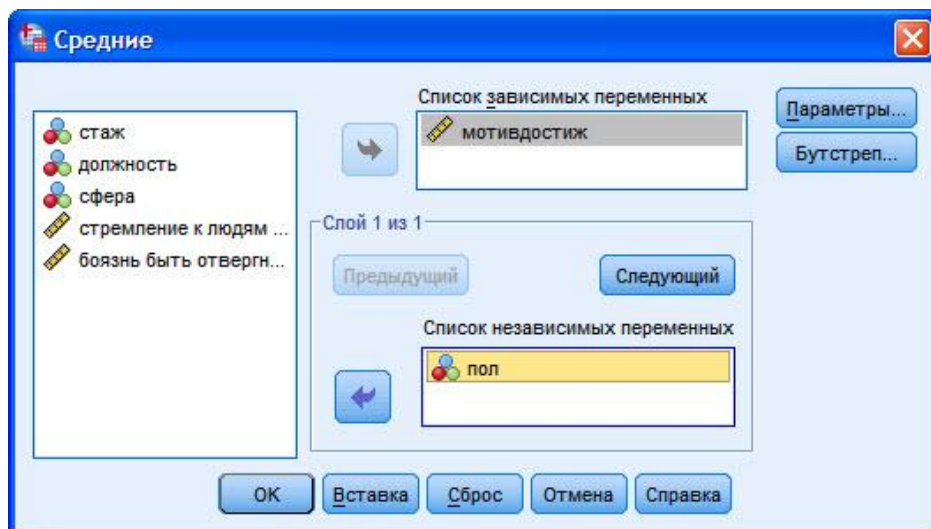 Средние
Список зависимых переменных
Параметры...
стаж
мотивдостиж
должность
Бутстреп...
сфера
стремление к людям ...
боязнь быть отвергн...
Слой 1 из 1
Предыдущий
Следующий
Список независимых переменных
пол
OK
Вставка
Сброс
Отмена
Справка